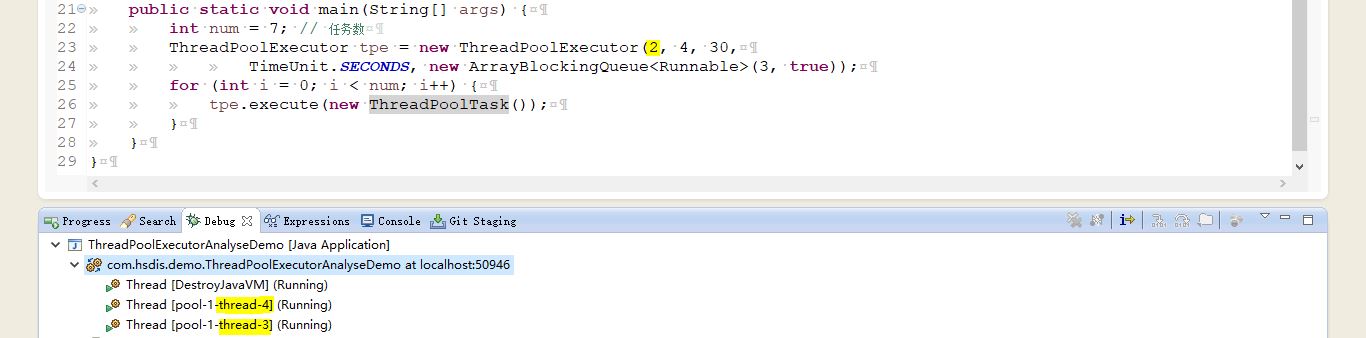 21 public static void main(String[] args) {
22 int num = 7; // 任务数
23 ThreadPoolExecutor tpe = new ThreadPoolExecutor(2, 4, 30,
24 TimeUnit.SECONDS, new ArrayBlockingQueue<Runnable>(3, true));
25 for (int i = 0; i < num; i++) {
26 tpe.execute(new ThreadPoolTask());
27 }
28 }
29 }
Progress Search Debug Expressions Console Git Staging
ThreadPoolExecutorAnalyseDemo [Java Application]
com.hsdis.demo.ThreadPoolExecutorAnalyseDemo at localhost:50946
Thread [DestroyJavaVM] (Running)
Thread [pool-1-thread-4] (Running)
Thread [pool-1-thread-3] (Running)